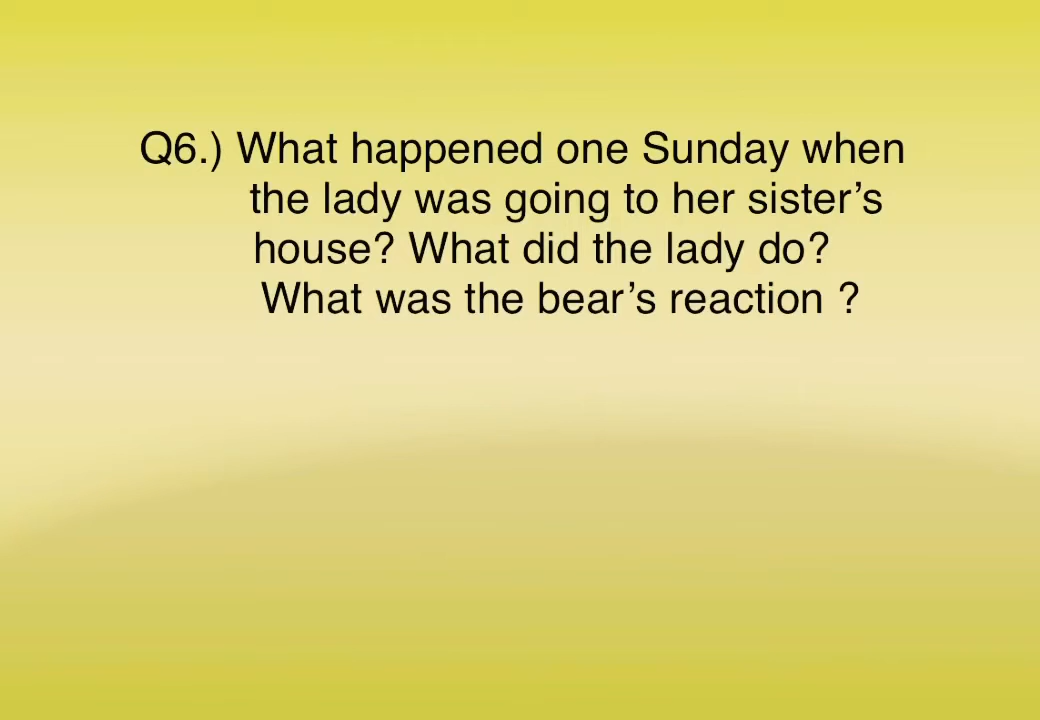 Q6.) What happened one Sunday when
the lady was going to her sister’s
house? What did the lady do?
What was the bear’s reaction ?